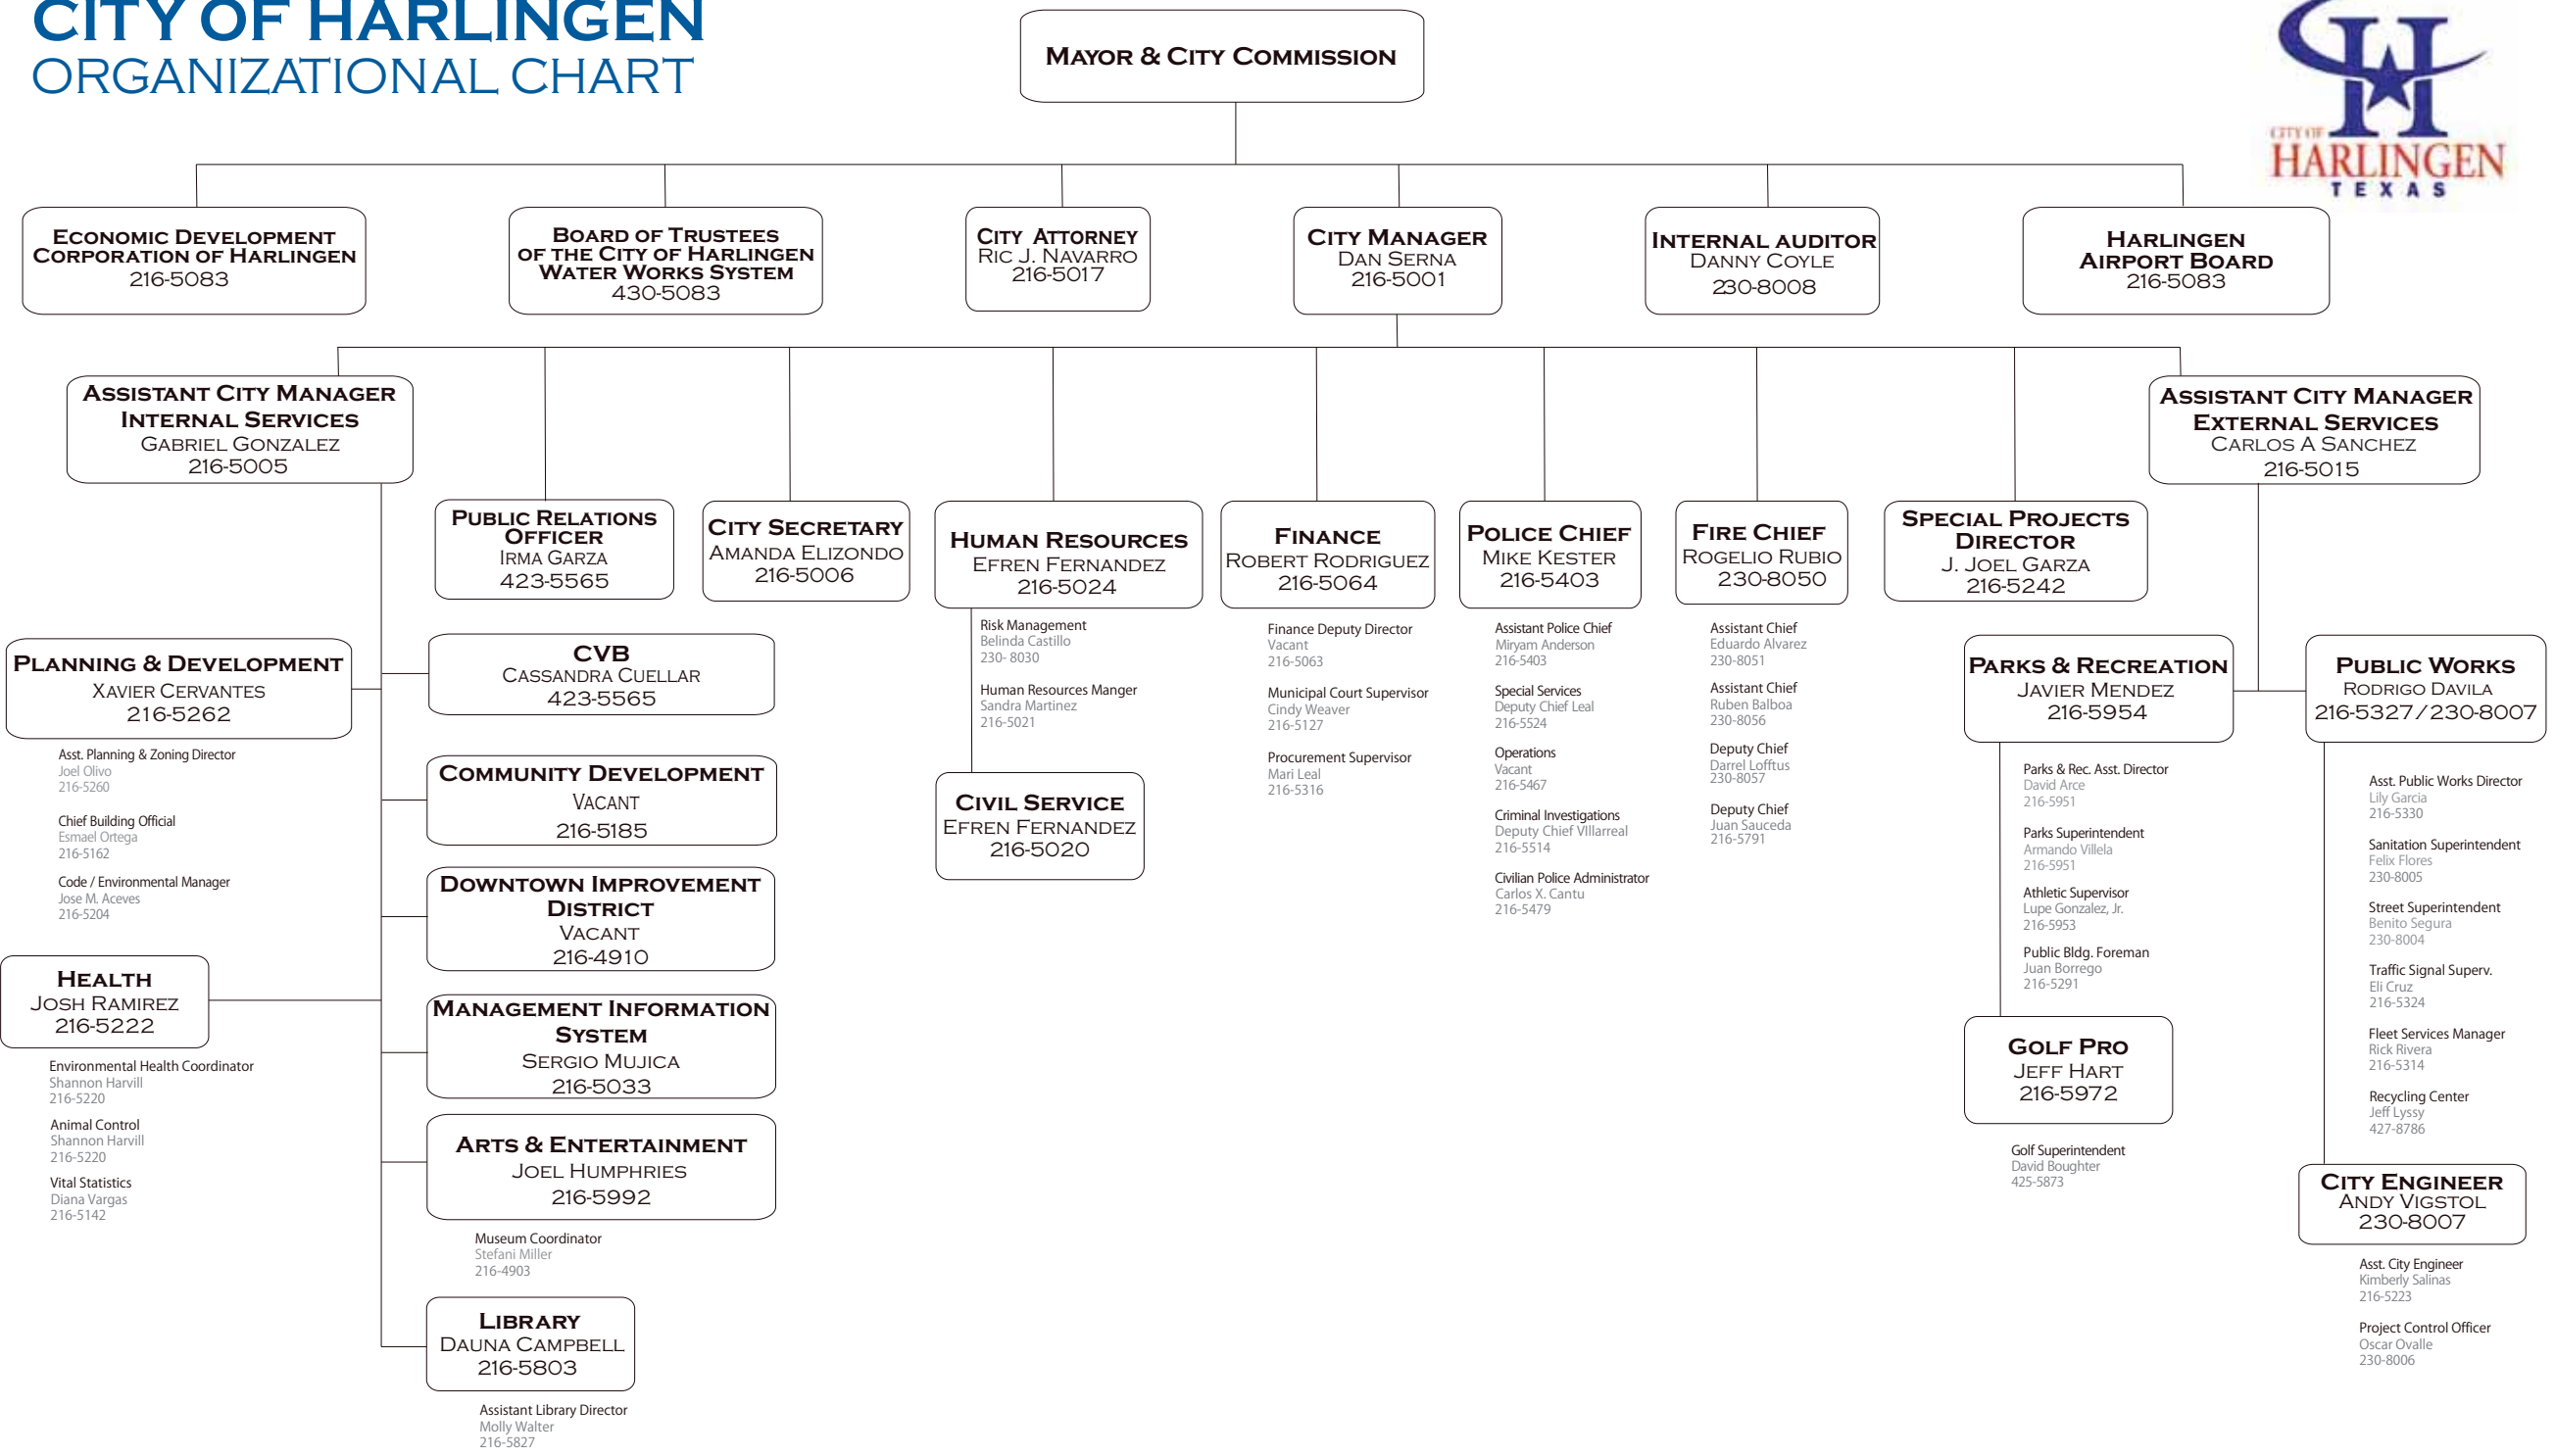 CITY OF HARLINGEN
ORGANIZATIONAL CHART
MAYOR & CITY COMMISSION
CITY OF
HARLINGEN
TEXAS
ECONOMIC DEVELOPMENT
CORPORATION OF HARLINGEN
216-5083
BOARD OF TRUSTEES
OF THE CITY OF HARLINGEN
WATER WORKS SYSTEM
430-5083
CITY ATTORNEY
RIC J. NAVARRO
216-5017
CITY MANAGER
DAN SERNA
216-5001
INTERNAL AUDITOR
DANNY COYLE
230-8008
HARLINGEN
AIRPORT BOARD
216-5083
ASSISTANT CITY MANAGER
INTERNAL SERVICES
GABRIEL GONZALEZ
216-5005
ASSISTANT CITY MANAGER
EXTERNAL SERVICES
CARLOS A SANCHEZ
216-5015
PUBLIC RELATIONS
OFFICER
IRMA GARZA
423-5565
CITY SECRETARY
AMANDA ELIZONDO
216-5006
HUMAN RESOURCES
EFREN FERNANDEZ
216-5024
Risk Management
Belinda Castillo
230- 8030
Human Resources Manger
Sandra Martinez
216-5021
CIVIL SERVICE
EFREN FERNANDEZ
216-5020
FINANCE
ROBERT RODRIGUEZ
216-5064
Finance Deputy Director
Vacant
216-5063
Municipal Court Supervisor
Cindy Weaver
216-5127
Procurement Supervisor
Mari Leal
216-5316
POLICE CHIEF
MIKE KESTER
216-5403
Assistant Police Chief
Miryam Anderson
216-5403
Special Services
Deputy Chief Leal
216-5524
Operations
Vacant
216-5467
Criminal Investigations
Deputy Chief VIllarreal
216-5514
Civilian Police Administrator
Carlos X. Cantu
216-5479
FIRE CHIEF
ROGELIO RUBIO
230-8050
Assistant Chief
Eduardo Alvarez
230-8051
Assistant Chief
Ruben Balboa
230-8056
Deputy Chief
Darrel Lofftus
230-8057
Deputy Chief
Juan Sauceda
216-5791
SPECIAL PROJECTS
DIRECTOR
J. JOEL GARZA
216-5242
PLANNING & DEVELOPMENT
XAVIER CERVANTES
216-5262
Asst. Planning & Zoning Director
Joel Olivo
216-5260
Chief Building Official
Esmael Ortega
216-5162
Code / Environmental Manager
Jose M. Aceves
216-5204
HEALTH
JOSH RAMIREZ
216-5222
Environmental Health Coordinator
Shannon Harvill
216-5220
Animal Control
Shannon Harvill
216-5220
Vital Statistics
Diana Vargas
216-5142
CVB
CASSANDRA CUELLAR
423-5565
COMMUNITY DEVELOPMENT
VACANT
216-5185
DOWNTOWN IMPROVEMENT
DISTRICT
VACANT
216-4910
MANAGEMENT INFORMATION
SYSTEM
SERGIO MUJICA
216-5033
ARTS & ENTERTAINMENT
JOEL HUMPHRIES
216-5992
Museum Coordinator
Stefani Miller
216-4903
LIBRARY
DAUNA CAMPBELL
216-5803
Assistant Library Director
Molly Walter
216-5827
PARKS & RECREATION
JAVIER MENDEZ
216-5954
Parks & Rec. Asst. Director
David Arce
216-5951
Parks Superintendent
Armando Villela
216-5951
Athletic Supervisor
Lupe Gonzalez, Jr.
216-5953
Public Bldg. Foreman
Juan Borrego
216-5291
GOLF PRO
JEFF HART
216-5972
Golf Superintendent
David Boughter
425-5873
PUBLIC WORKS
RODRIGO DAVILA
216-5327/230-8007
Asst. Public Works Director
Lily Garcia
216-5330
Sanitation Superintendent
Felix Flores
230-8005
Street Superintendent
Benito Segura
230-8004
Traffic Signal Superv.
Eli Cruz
216-5324
Fleet Services Manager
Rick Rivera
216-5314
Recycling Center
Jeff Lyssy
427-8786
CITY ENGINEER
ANDY VIGSTOL
230-8007
Asst. City Engineer
Kimberly Salinas
216-5223
Project Control Officer
Oscar Ovalle
230-8006